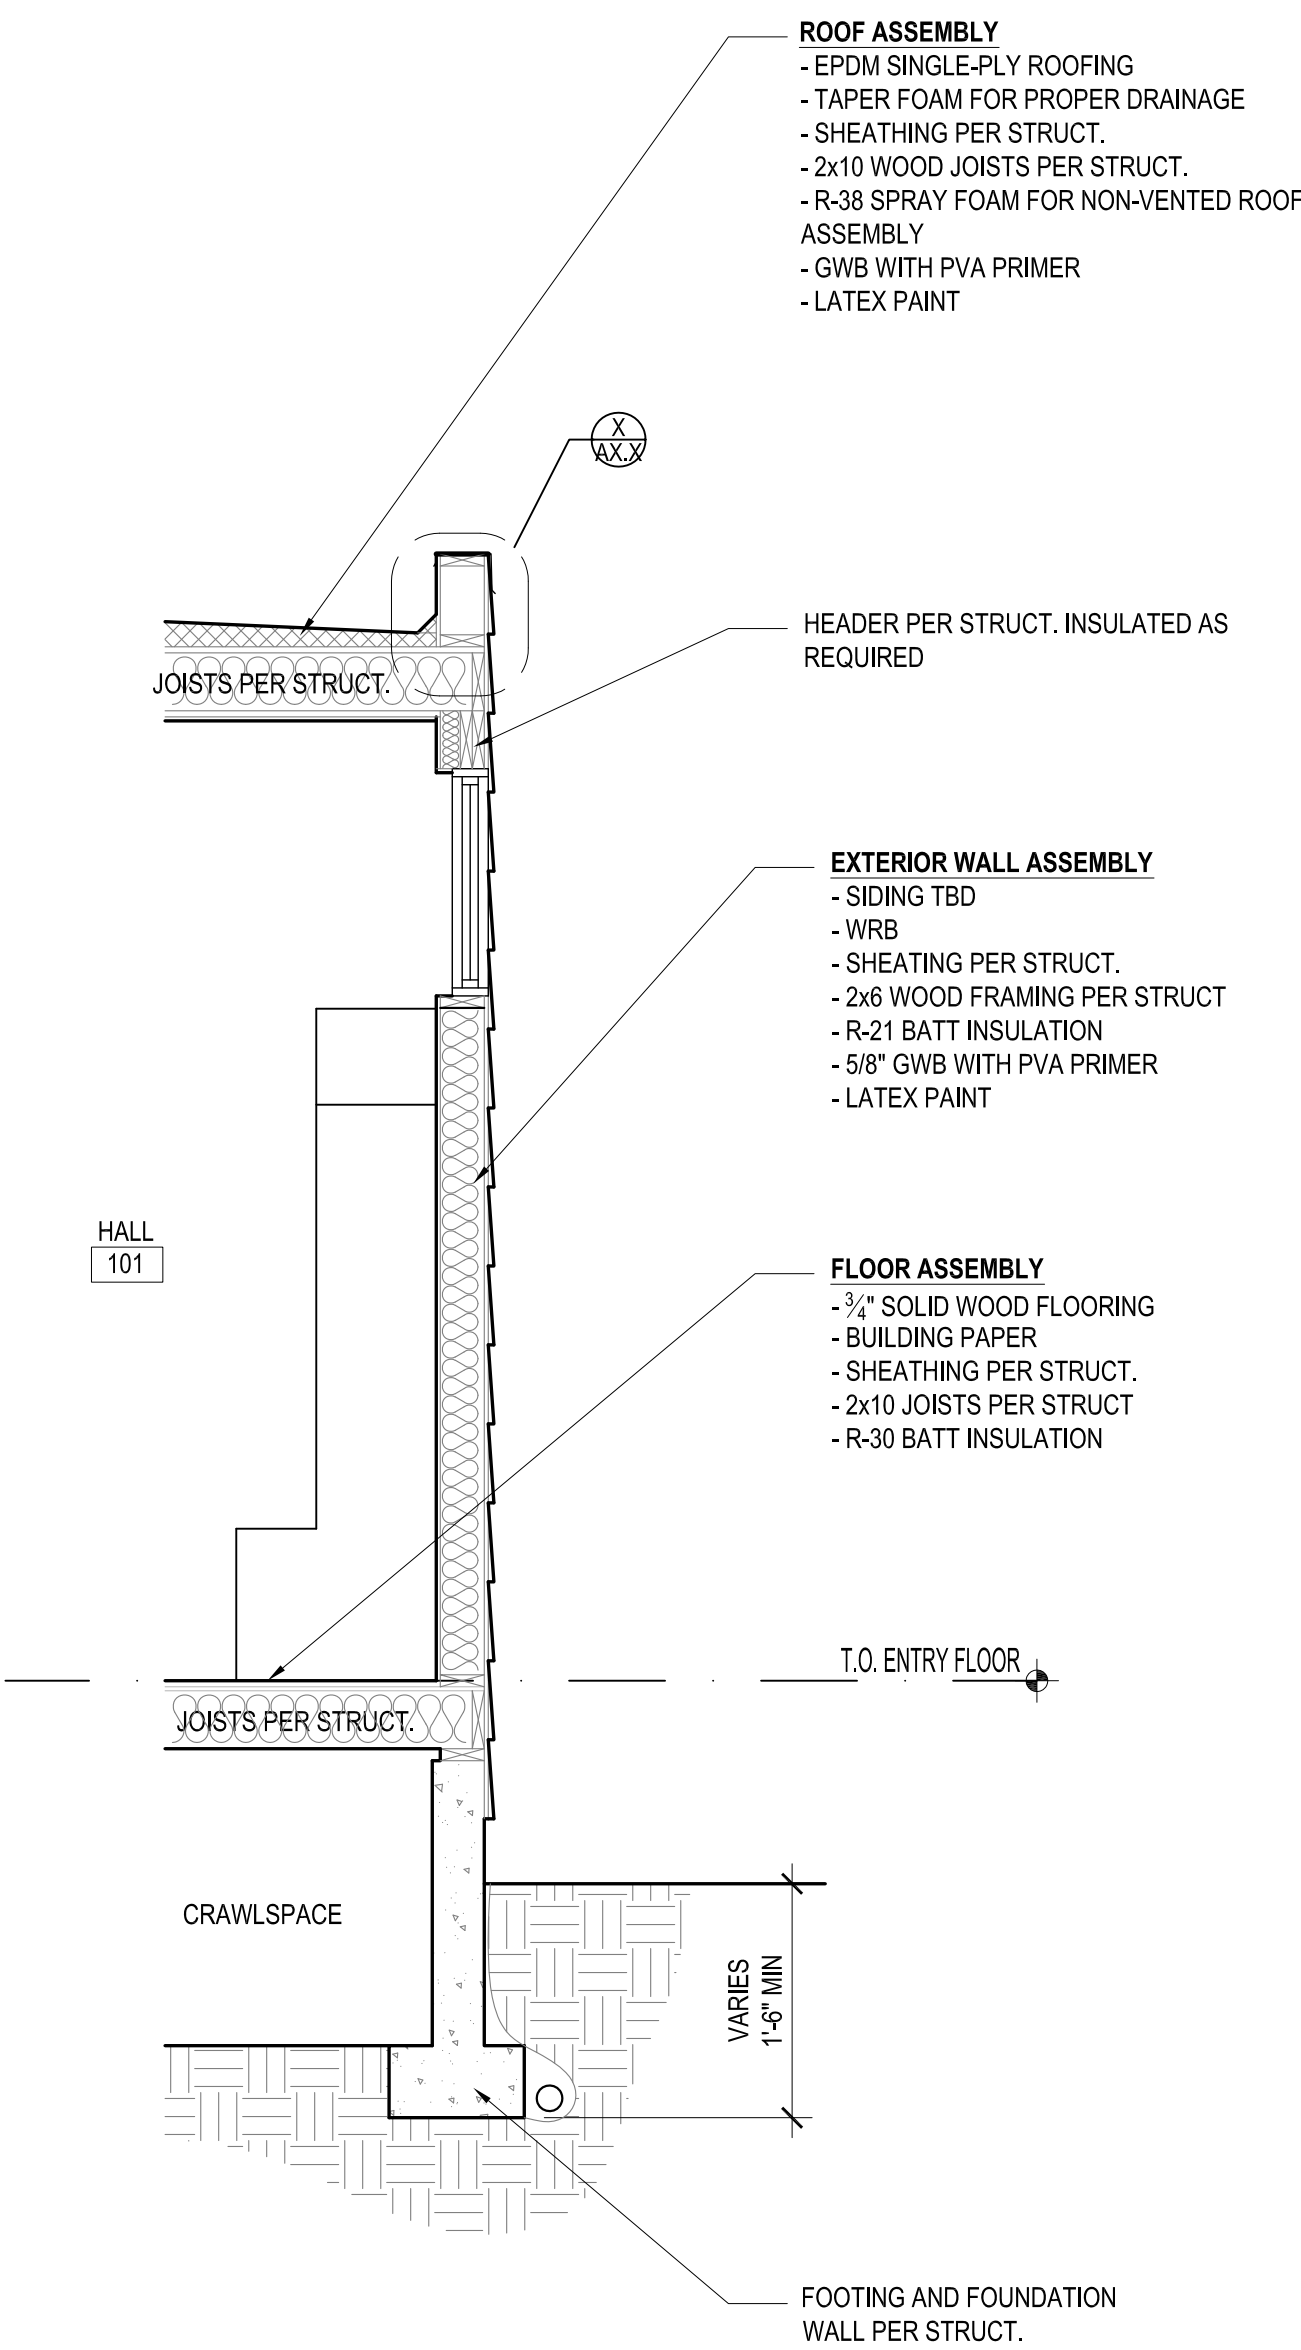 ROOF ASSEMBLY
- EPDM SINGLE-PLY ROOFING
- TAPER FOAM FOR PROPER DRAINAGE
- SHEATHING PER STRUCT.
- 2x10 WOOD JOISTS PER STRUCT.
- R-38 SPRAY FOAM FOR NON-VENTED ROOF
ASSEMBLY
- GWB WITH PVA PRIMER
- LATEX PAINT
X
AX.X
HEADER PER STRUCT. INSULATED AS
REQUIRED
JOISTS PER STRUCT.
EXTERIOR WALL ASSEMBLY
- SIDING TBD
- WRB
- SHEATING PER STRUCT.
- 2x6 WOOD FRAMING PER STRUCT
- R-21 BATT INSULATION
- 5/8" GWB WITH PVA PRIMER
- LATEX PAINT
HALL
101
FLOOR ASSEMBLY
- 3/4" SOLID WOOD FLOORING
- BUILDING PAPER
- SHEATHING PER STRUCT.
- 2x10 JOISTS PER STRUCT
- R-30 BATT INSULATION
T.O. ENTRY FLOOR
JOISTS PER STRUCT.
CRAWLSPACE
VARIES
1'-6" MIN
FOOTING AND FOUNDATION
WALL PER STRUCT.